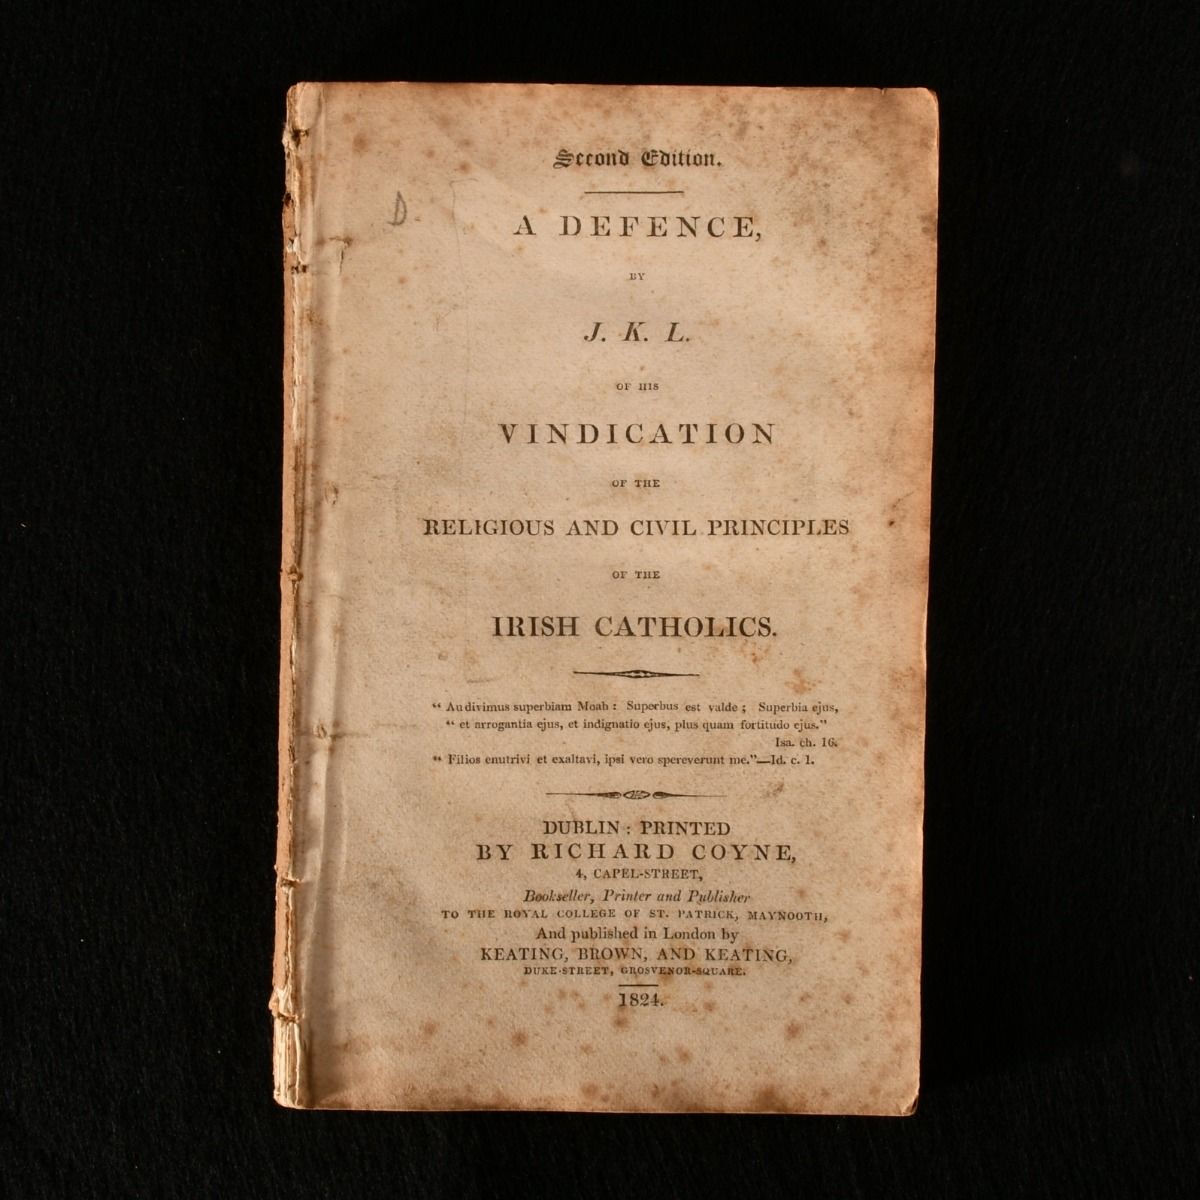 Second Edition.
D
A DEFENCE,
BY
J. K. L.
OF HIS
VINDICATION
OF THE
RELIGIOUS AND CIVIL PRINCIPLES
OF THE
IRISH CATHOLICS.
“ Audivimus superbiam Moab : Superbus est valde ; Superbia ejus,
“ et arrogantia ejus, et indignatio ejus, plus quam fortitudo ejus.”
Isa. ch. 16.
“ Filios enutrivi et exaltavi, ipsi vero spereverunt me.”—Id. c. 1.
DUBLIN : PRINTED
BY RICHARD COYNE,
4, CAPEL-STREET,
Bookseller, Printer and Publisher
TO THE ROYAL COLLEGE OF ST. PATRICK, MAYNOOTH,
And published in London by
KEATING, BROWN, AND KEATING,
DUKE-STREET, GROSVENOR-SQUARE.
1824.